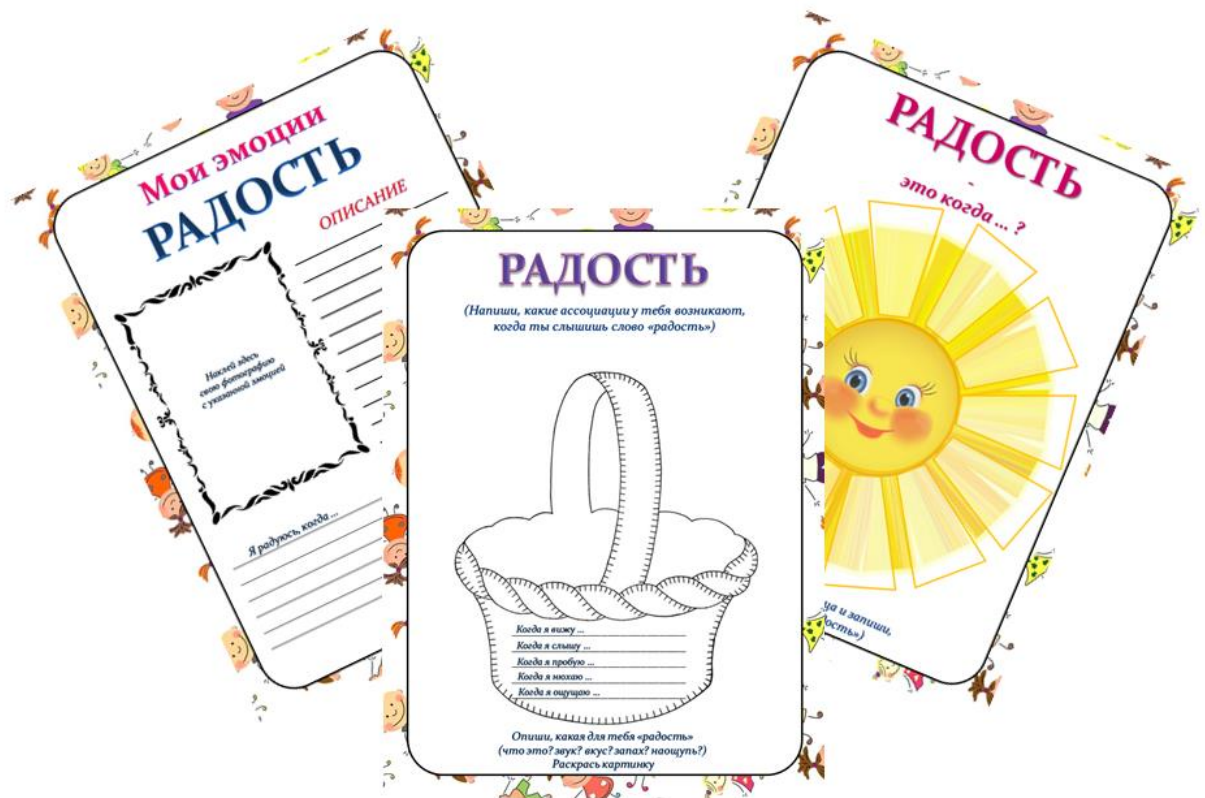 Мои эмоции
РАДОСТЬ
ОПИСАНИЕ
Наклей здесь
свою фотографию
с указанной эмоцией
Я радуюсь, когда ...
РАДОСТЬ
(Напиши, какие ассоциации у тебя возникают,
когда ты слышишь слово «радость»)
Когда я вижу ...
Когда я слышу ...
Когда я пробую ...
Когда я нюхаю ...
Когда я ощущаю ...
Опиши, какая для тебя «радость»
(что это? звук? вкус? запах? наощупь?)
Раскрась картинку
РАДОСТЬ
-
это когда ... ?
и запиши,